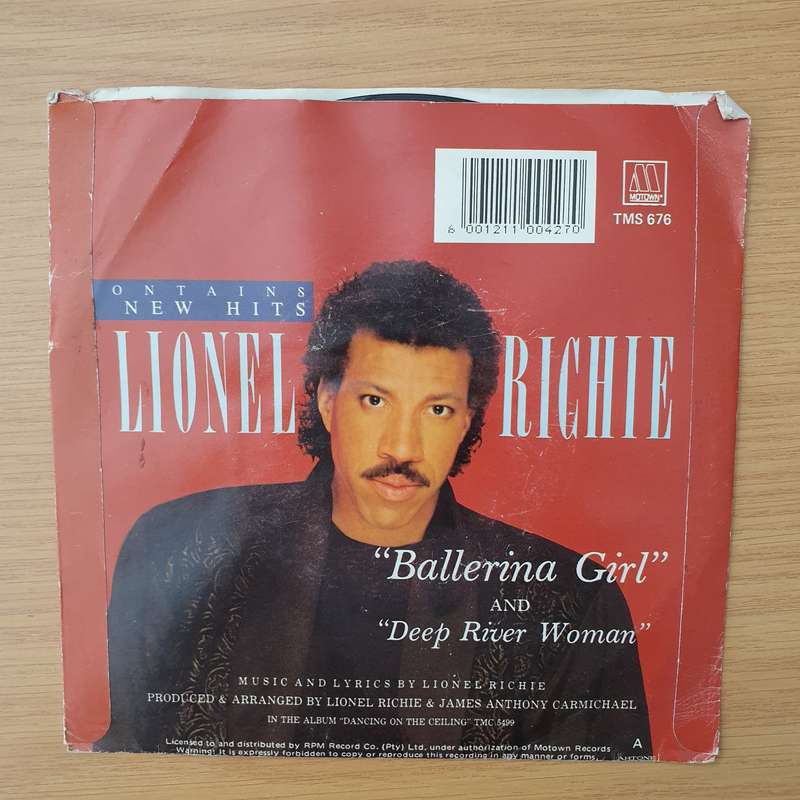 6 001211 004270
MOTOWN®
TMS 676
ONTAINS
NEW HITS
LIONEL RICHIE
“Ballerina Girl”
AND
“Deep River Woman”
MUSIC AND LYRICS BY LIONEL RICHIE
PRODUCED & ARRANGED BY LIONEL RICHIE & JAMES ANTHONY CARMICHAEL
IN THE ALBUM “DANCING ON THE CEILING” TMC 5499
Licensed to and distributed by RPM Record Co. (Pty) Ltd. under authorization of Motown Records
A
Warning! It is expressly forbidden to copy or reproduce this recording in any manner or forms.